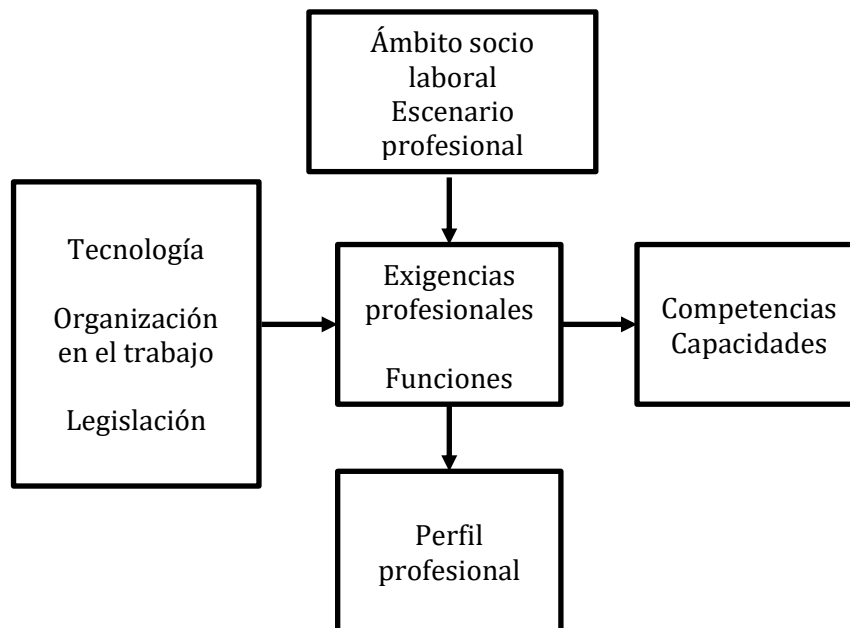 Ámbito socio
laboral
Escenario
profesional
Tecnología
Organización
en el trabajo
Legislación
Exigencias
profesionales
Funciones
Competencias
Capacidades
Perfil
profesional